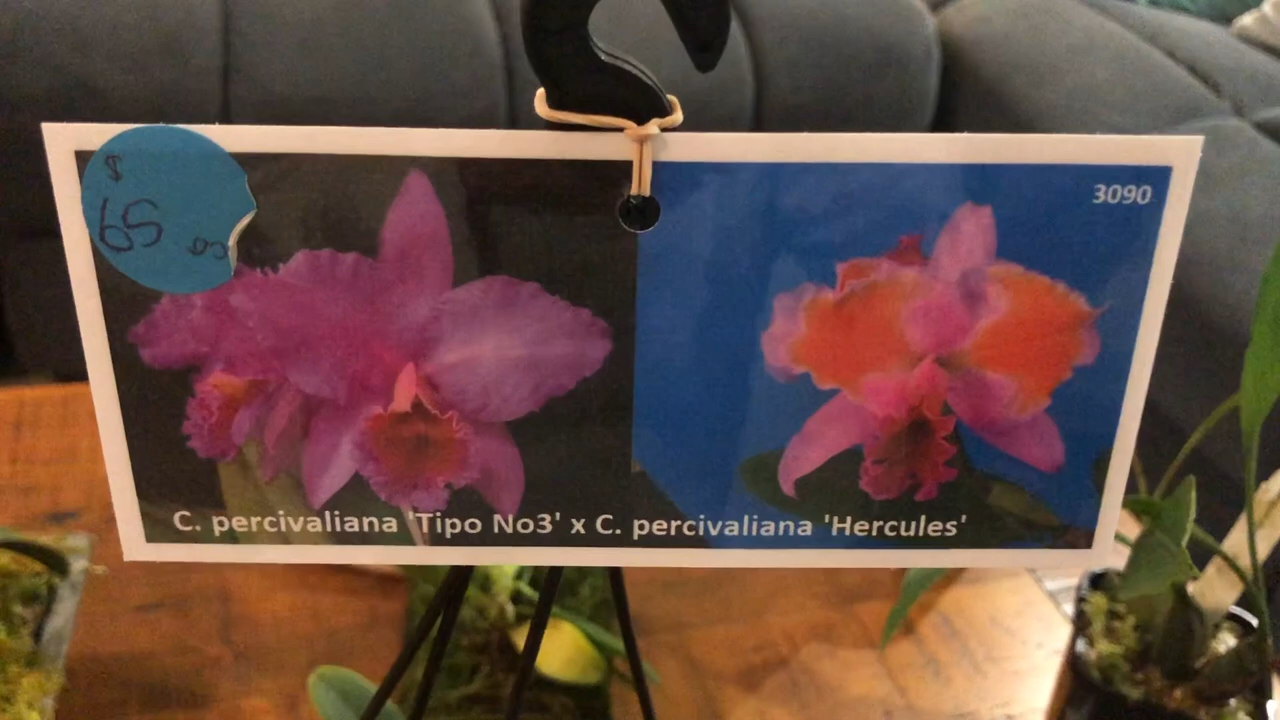 $
65 00
3090
C. percivaliana 'Tipo No3' x C. percivaliana 'Hercules'